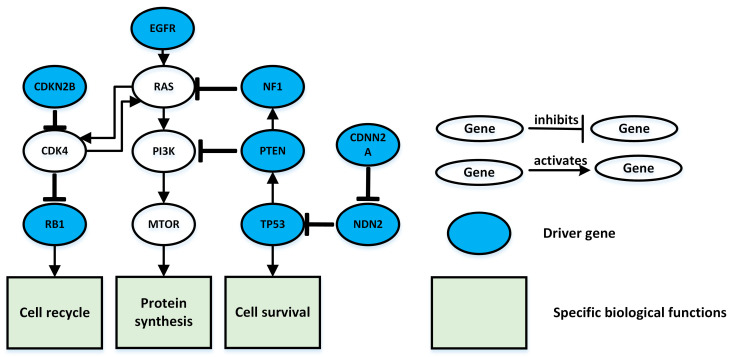 EGFR
CDKN2B
RAS
NF1
inhibits
Gene
Gene
CDK4
PI3K
PTEN
CDNN2
A
activates
Gene
Gene
RB1
MTOR
TP53
NDN2
Driver gene
Cell recycle
Protein
synthesis
Cell survival
Specific biological functions